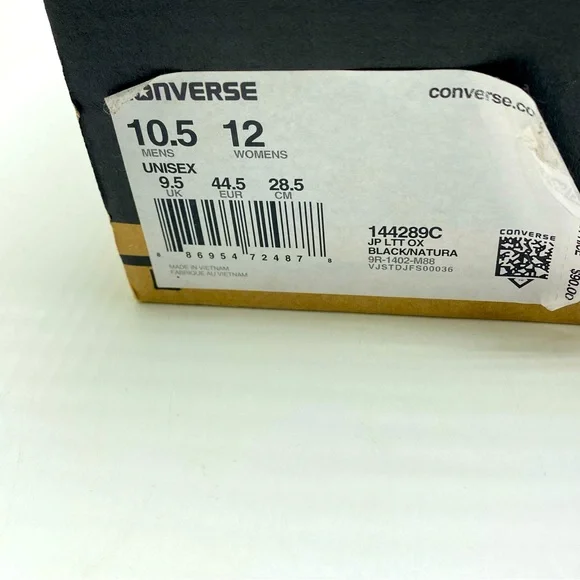 CONVERSE
converse.co
10.5 12
MENS WOMENS
UNISEX
9.5 44.5 28.5
UK EUR CM
8 86954 72487 8
MADE IN VIETNAM
FABRIQUE AU VIETNAM
144289C
JP LTT OX
BLACK/NATURA
9R-1402-M88
VJSTDJFS00036
CONVERSE
$90.00